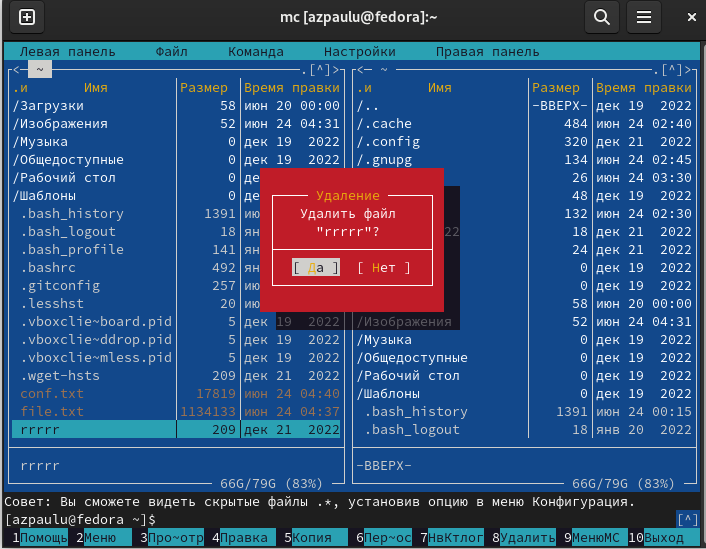 mc [azpaulu@fedora]:~
Левая панель Файл Команда Настройки Правая панель
<─ ~ .[^]> <─ ~ .[^]>
.и Имя Размер Время правки .и Имя Размер Время правки
/Загрузки 58 июн 20 00:00 /.. -ВВЕРХ- дек 19 2022
/Изображения 52 июн 24 04:31 /.cache 484 июн 24 02:40
/Музыка 0 дек 19 2022 /.config 320 дек 21 2022
/Общедоступные 0 дек 19 2022 /.gnupg 134 июн 24 02:45
/Рабочий стол 0 де 26 июн 24 03:30
/Шаблоны 0 де Удаление 48 дек 19 2022
.bash_history 1391 ию Удалить файл 132 июн 24 02:30
.bash_logout 18 ян "rrrrr"? 22 18 дек 21 2022
.bash_profile 141 ян 24 дек 21 2022
.bashrc 492 ян [ Да ] [ Нет ] 0 дек 19 2022
.gitconfig 257 ию 0 дек 19 2022
.lesshst 20 ию 58 июн 20 00:00
.vboxclie~board.pid 5 дек 19 2022 /Изображения 52 июн 24 04:31
.vboxclie~ddrop.pid 5 дек 19 2022 /Музыка 0 дек 19 2022
.vboxclie~mless.pid 5 дек 19 2022 /Общедоступные 0 дек 19 2022
.wget-hsts 209 дек 21 2022 /Рабочий стол 0 дек 19 2022
conf.txt 17819 июн 24 04:40 /Шаблоны 0 дек 19 2022
file.txt 1134133 июн 24 04:37 .bash_history 1391 июн 24 00:15
rrrrr 209 дек 21 2022 .bash_logout 18 янв 20 2022
rrrrr -ВВЕРХ-
66G/79G (83%) 66G/79G (83%)
Совет: Вы сможете видеть скрытые файлы .*, установив опцию в меню Конфигурация.
[azpaulu@fedora ~]$ [^]
1Помощь 2Меню 3Про~отр 4Правка 5Копия 6Пер~ос 7НвКтлог 8Удалить 9МенюMC 10Выход